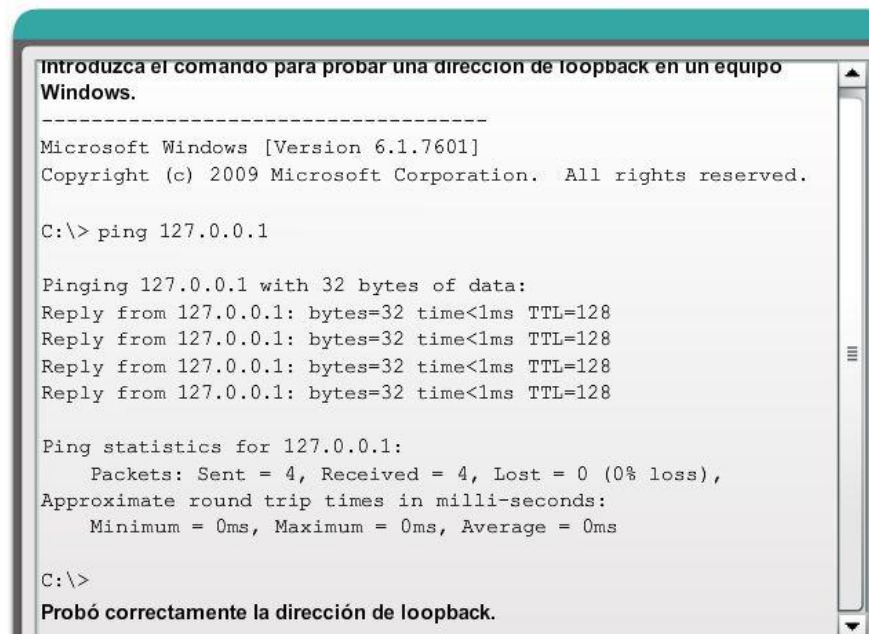 Introduzca el comando para probar una dirección de loopback en un equipo
Windows.
------------------------------------
Microsoft Windows [Version 6.1.7601]
Copyright (c) 2009 Microsoft Corporation.  All rights reserved.
C:\> ping 127.0.0.1
Pinging 127.0.0.1 with 32 bytes of data:
Reply from 127.0.0.1: bytes=32 time<1ms TTL=128
Reply from 127.0.0.1: bytes=32 time<1ms TTL=128
Reply from 127.0.0.1: bytes=32 time<1ms TTL=128
Reply from 127.0.0.1: bytes=32 time<1ms TTL=128
Ping statistics for 127.0.0.1:
    Packets: Sent = 4, Received = 4, Lost = 0 (0% loss),
Approximate round trip times in milli-seconds:
    Minimum = 0ms, Maximum = 0ms, Average = 0ms
C:\>
Probó correctamente la dirección de loopback.